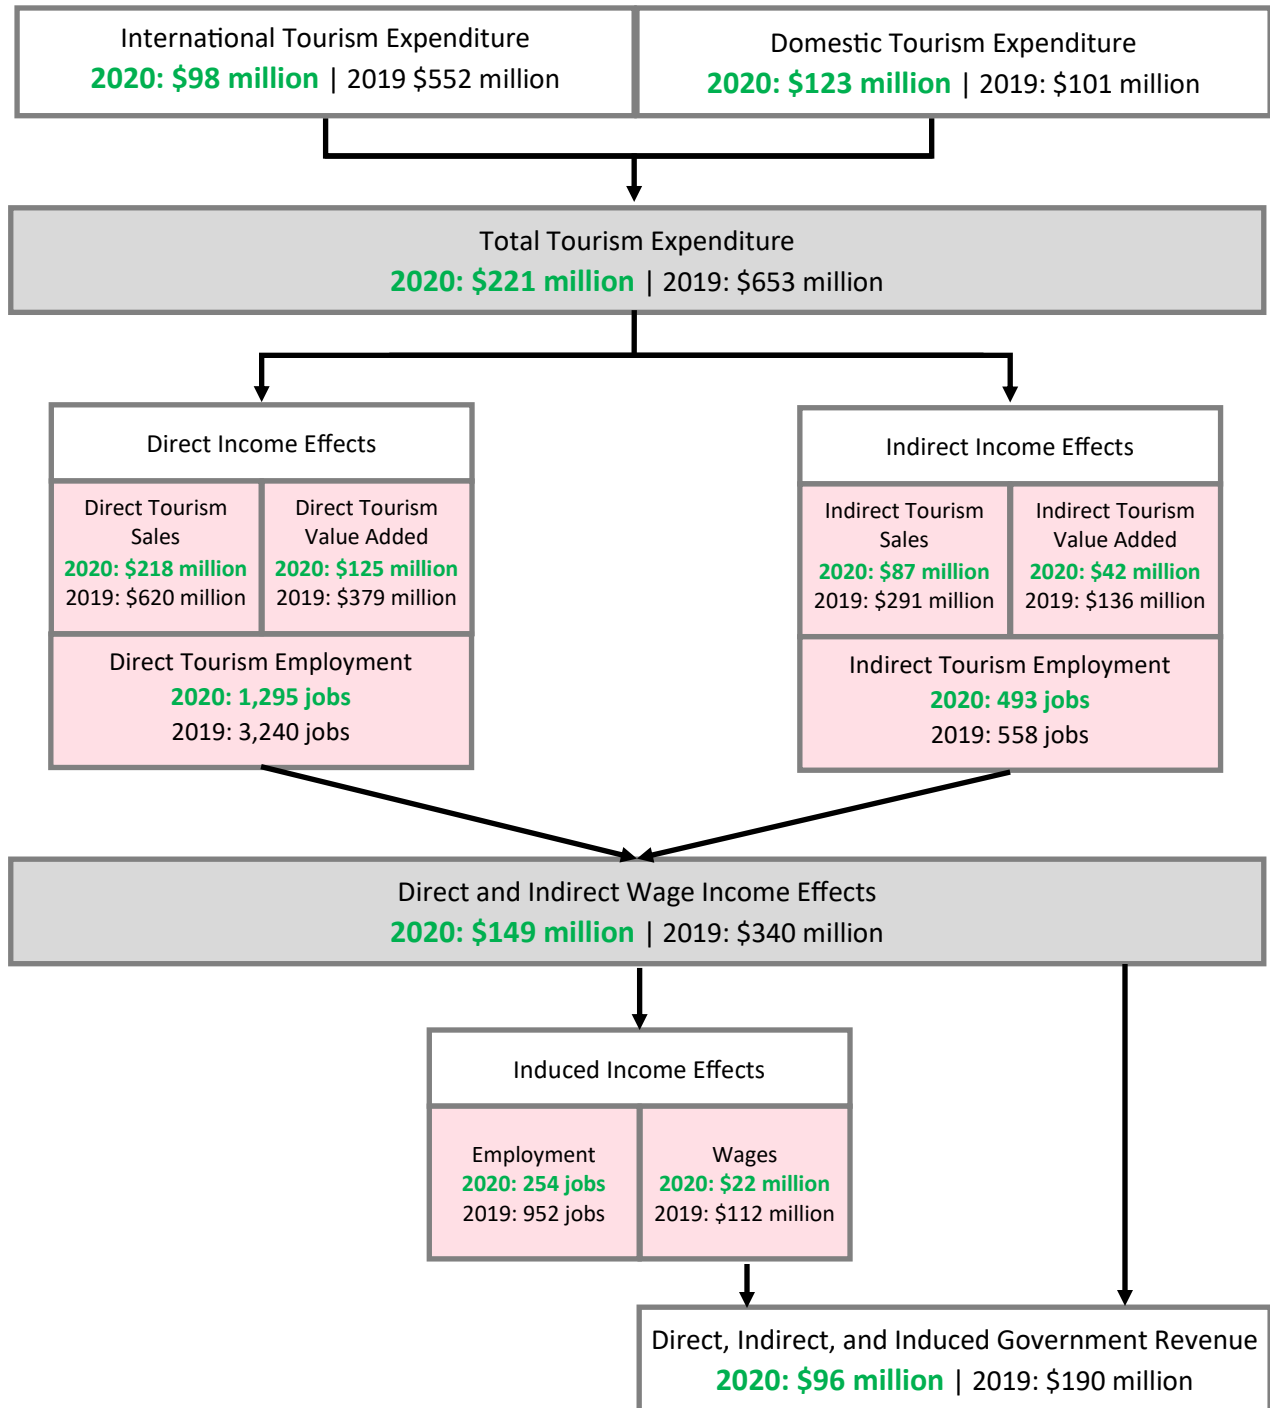 International Tourism Expenditure
2020: $98 million | 2019 $552 million
Domestic Tourism Expenditure
2020: $123 million | 2019: $101 million
Total Tourism Expenditure
2020: $221 million | 2019: $653 million
Direct Income Effects
Direct Tourism
Sales
2020: $218 million
2019: $620 million
Direct Tourism
Value Added
2020: $125 million
2019: $379 million
Direct Tourism Employment
2020: 1,295 jobs
2019: 3,240 jobs
Indirect Income Effects
Indirect Tourism
Sales
2020: $87 million
2019: $291 million
Indirect Tourism
Value Added
2020: $42 million
2019: $136 million
Indirect Tourism Employment
2020: 493 jobs
2019: 558 jobs
Direct and Indirect Wage Income Effects
2020: $149 million | 2019: $340 million
Induced Income Effects
Employment
2020: 254 jobs
2019: 952 jobs
Wages
2020: $22 million
2019: $112 million
Direct, Indirect, and Induced Government Revenue
2020: $96 million | 2019: $190 million